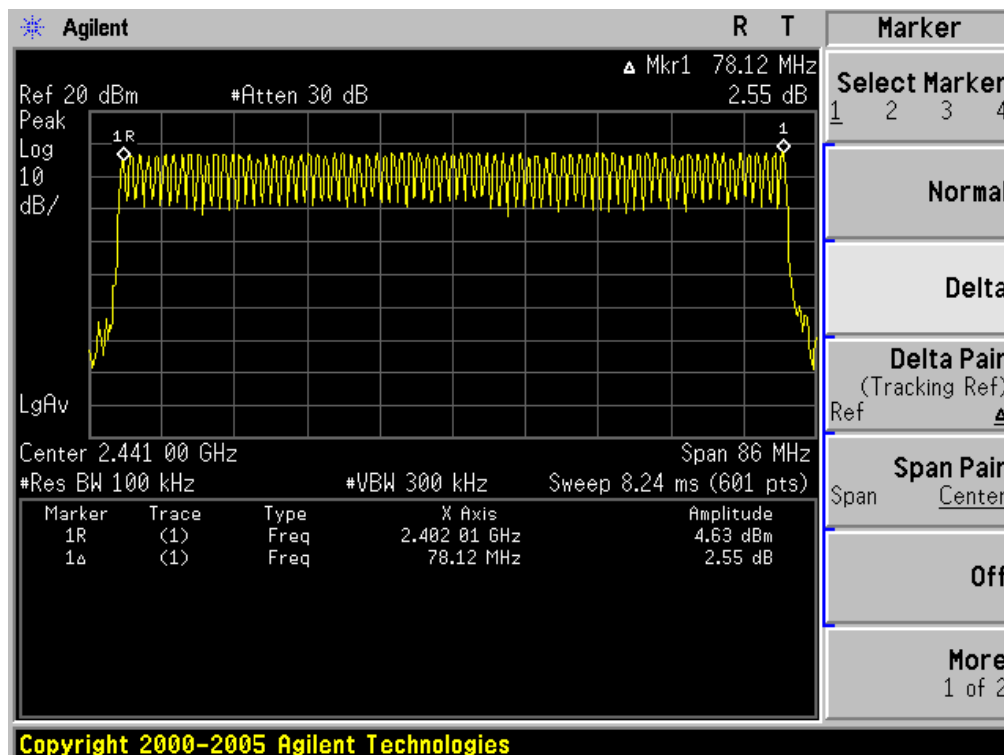 Agilent R T
Δ Mkr1 78.12 MHz
Ref 20 dBm #Atten 30 dB 2.55 dB
Peak
Log
10
dB/
1R
1
LgAv
Center 2.441 00 GHz Span 86 MHz
#Res BW 100 kHz #VBW 300 kHz Sweep 8.24 ms (601 pts)
Marker Trace Type X Axis Amplitude
1R (1) Freq 2.402 01 GHz 4.63 dBm
1Δ (1) Freq 78.12 MHz 2.55 dB
Marker
Select Marker
1 2 3 4
Normal
Delta
Delta Pair
(Tracking Ref)
Ref Δ
Span Pair
Span Center
Off
More
1 of 2
Copyright 2000-2005 Agilent Technologies